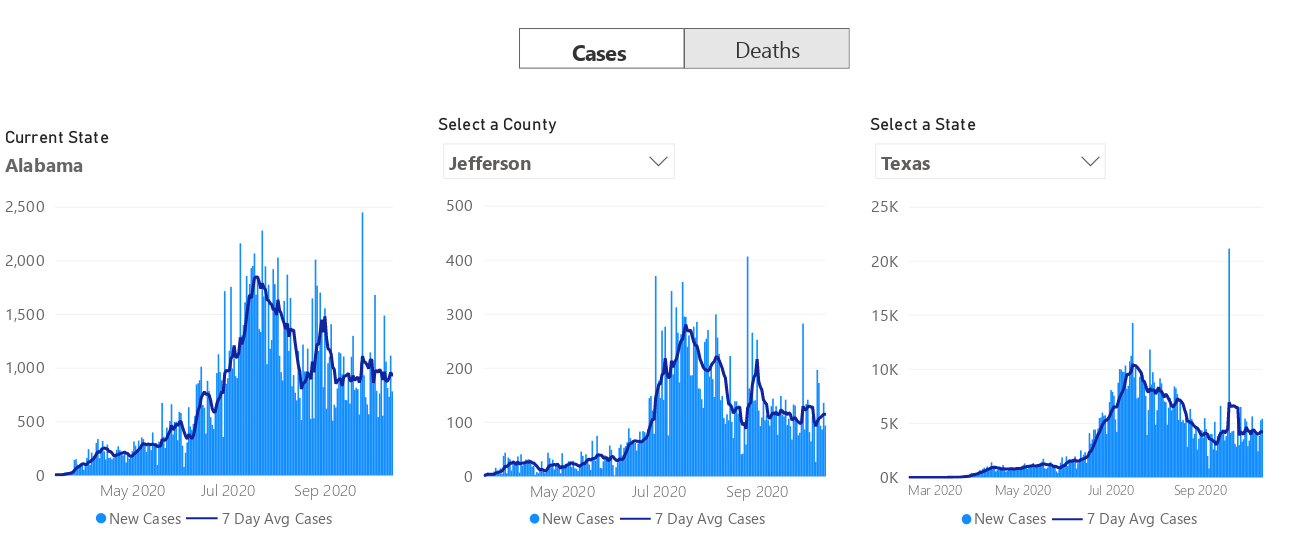 Cases Deaths
Current State
Alabama
2,500
2,000
1,500
1,000
500
0
May 2020 Jul 2020 Sep 2020
New Cases 7 Day Avg Cases
Select a County
Jefferson
500
400
300
200
100
0
May 2020 Jul 2020 Sep 2020
New Cases 7 Day Avg Cases
Select a State
Texas
25K
20K
15K
10K
5K
0K
Mar 2020 May 2020 Jul 2020 Sep 2020
New Cases 7 Day Avg Cases